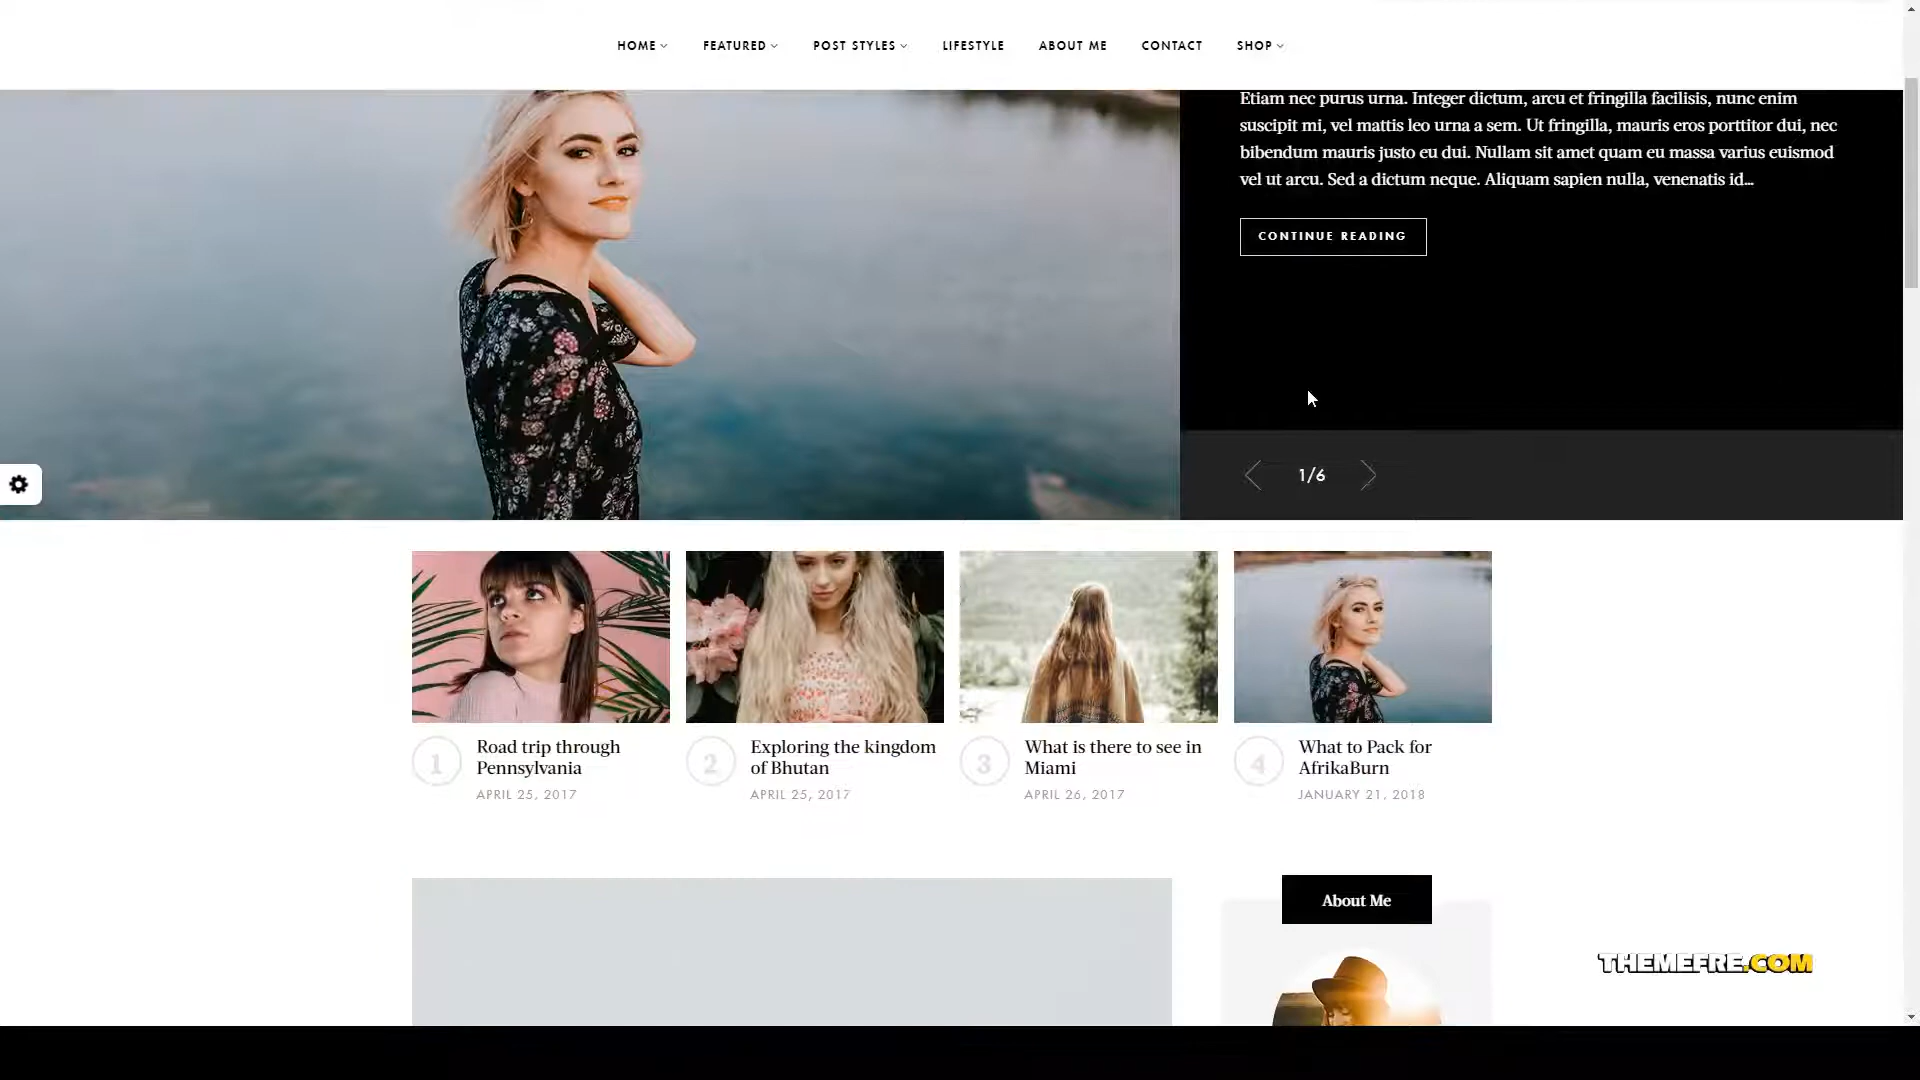 HOME FEATURED POST STYLES LIFESTYLE ABOUT ME CONTACT SHOP
Etiam nec purus urna. Integer dictum, arcu et fringilla facilisis, nunc enim
suscipit mi, vel mattis leo urna a sem. Ut fringilla, mauris eros porttitor dui, nec
bibendum mauris justo eu dui. Nullam sit amet quam eu massa varius euismod
vel ut arcu. Sed a dictum neque. Aliquam sapien nulla, venenatis id...
CONTINUE READING
1/6
1
Road trip through
Pennsylvania
APRIL 25, 2017
2
Exploring the kingdom
of Bhutan
APRIL 25, 2017
3
What is there to see in
Miami
APRIL 26, 2017
4
What to Pack for
AfrikaBurn
JANUARY 21, 2018
About Me
THEMEFRE.COM